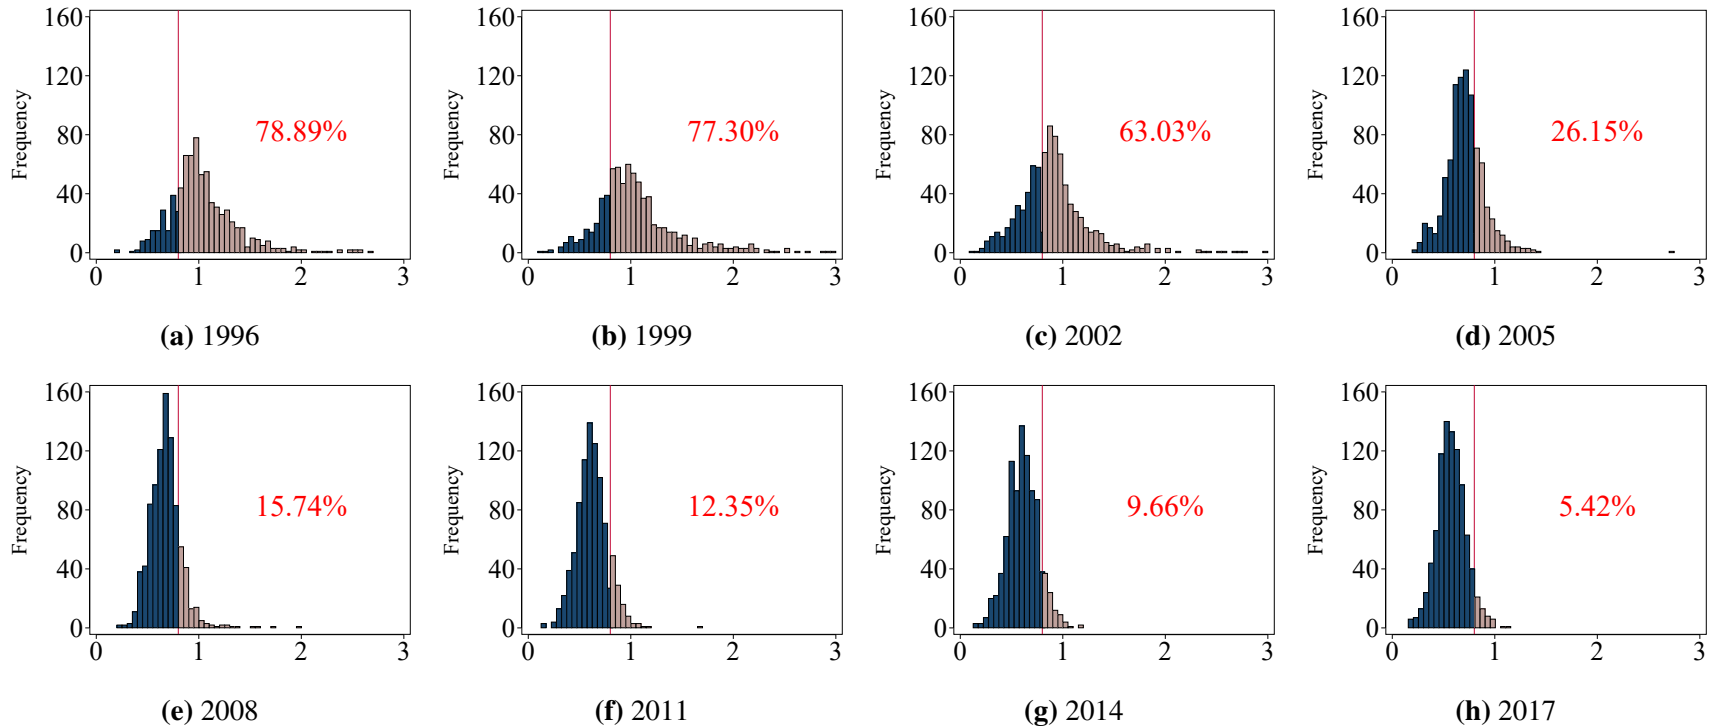 160 160 160 160
120 120 120 120
Frequency 78.89% Frequency 77.30% Frequency 63.03% Frequency 26.15%
80 80 80 80
40 40 40 40
0 0 0 0
0 1 2 3 0 1 2 3 0 1 2 3 0 1 2 3
(a) 1996 (b) 1999 (c) 2002 (d) 2005
160 160 160 160
120 120 120 120
Frequency 15.74% Frequency 12.35% Frequency 9.66% Frequency 5.42%
80 80 80 80
40 40 40 40
0 0 0 0
0 1 2 3 0 1 2 3 0 1 2 3 0 1 2 3
(e) 2008 (f) 2011 (g) 2014 (h) 2017